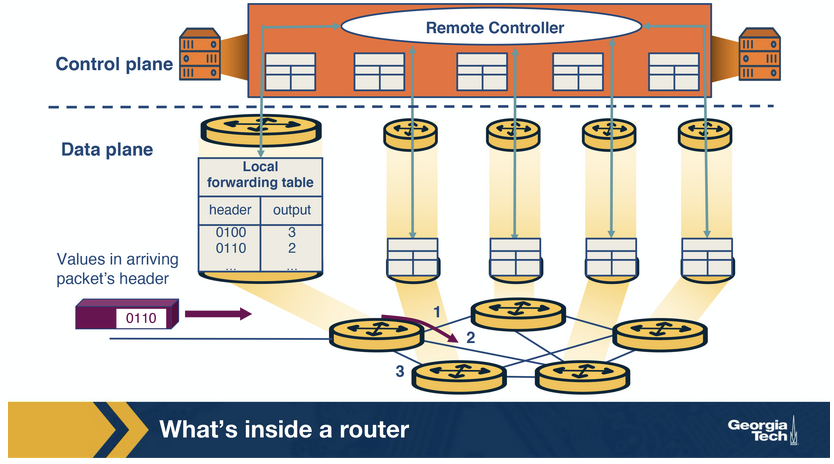 Remote Controller
Control plane
Data plane
Local
forwarding table
header output
0100 3
0110 2
... ...
Values in arriving
packet's header
0110
1
2
3
What's inside a router
Georgia
Tech